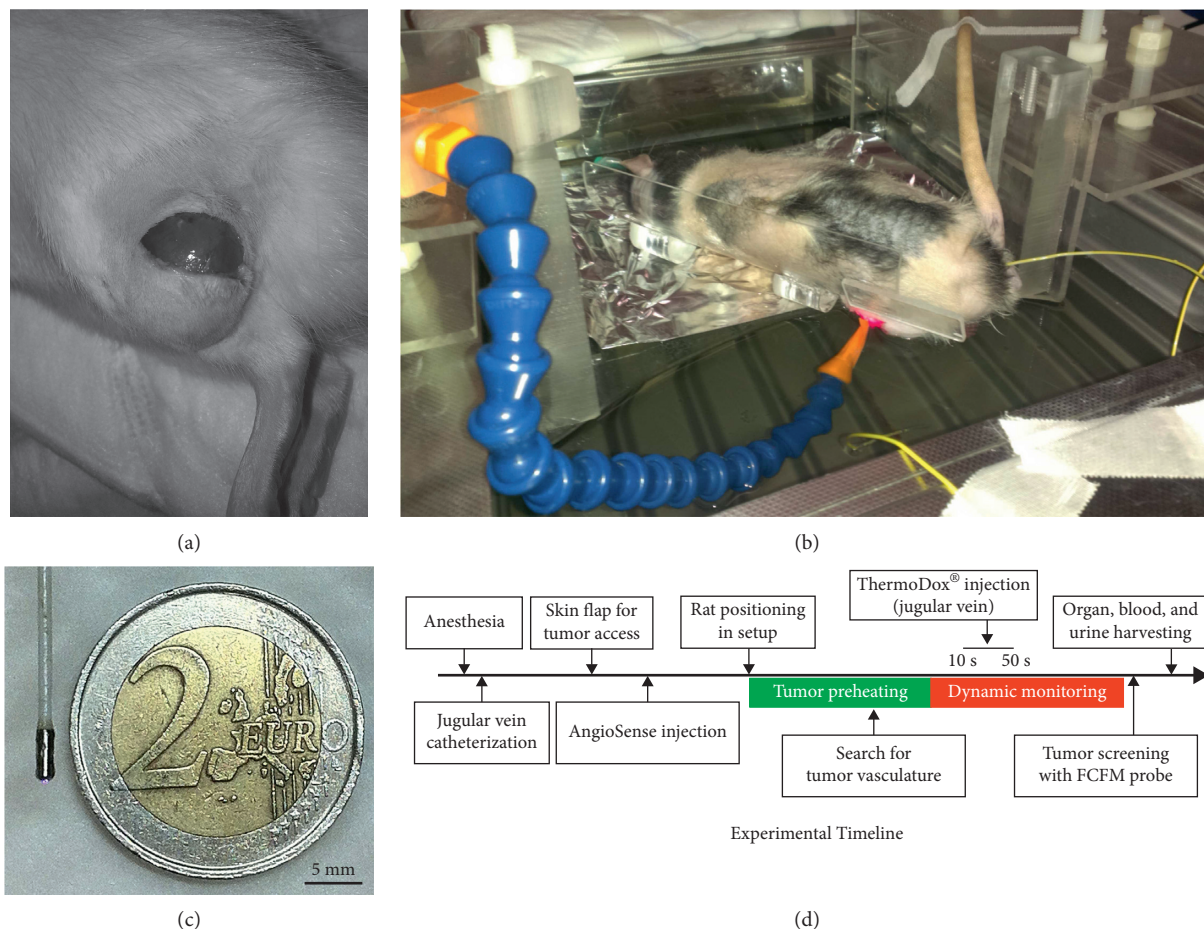 (a)
(b)
2 EURO
5 mm
(c)
ThermoDox® injection
(jugular vein)
Anesthesia
Skin flap for
tumor access
Rat positioning
in setup
Organ, blood, and
urine harvesting
10 s 50 s
Tumor preheating
Dynamic monitoring
Jugular vein
catheterization
AngioSense injection
Search for
tumor vasculature
Tumor screening
with FCFM probe
Experimental Timeline
(d)